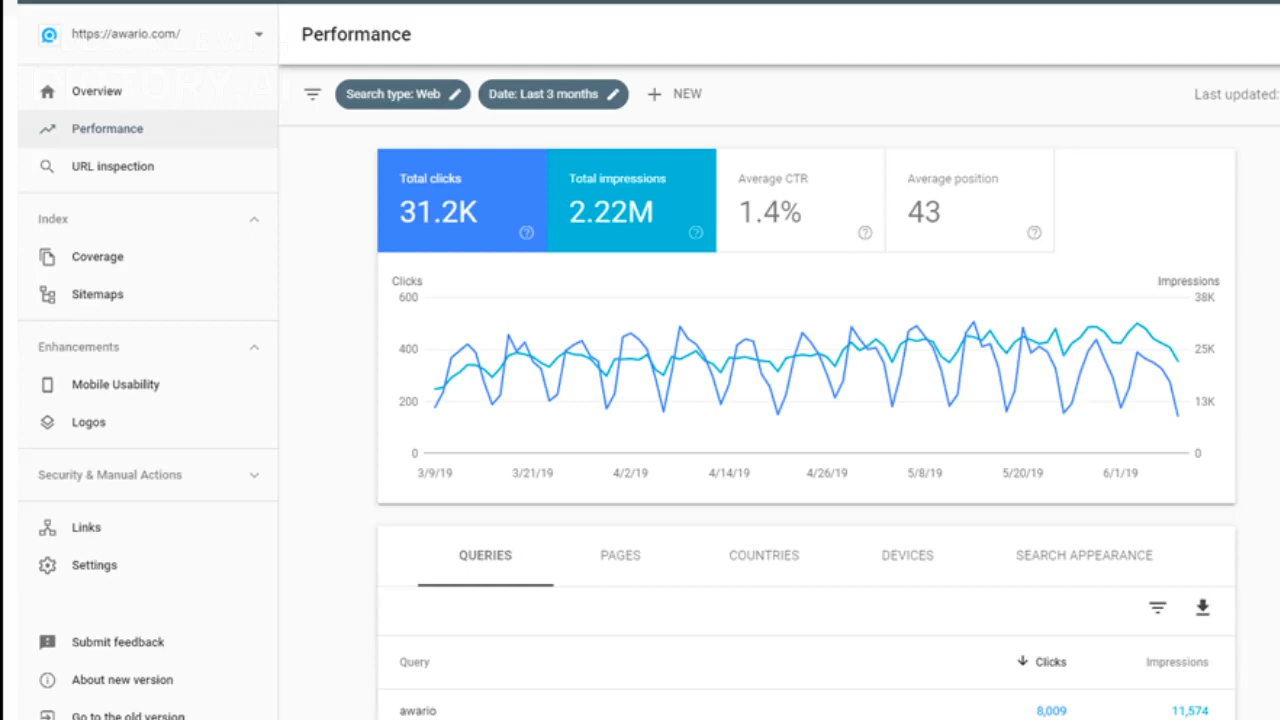 https://awario.com/
Performance
Overview
Performance
URL inspection
Index
Coverage
Sitemaps
Enhancements
Mobile Usability
Logos
Security & Manual Actions
Links
Settings
Submit feedback
About new version
Go to the old version
Search type: Web
Date: Last 3 months
NEW
Last updated:
Total clicks
31.2K
Total impressions
2.22M
Average CTR
1.4%
Average position
43
Clicks
Impressions
600
38K
400
25K
200
13K
0
0
3/9/19 3/21/19 4/2/19 4/14/19 4/26/19 5/8/19 5/20/19 6/1/19
QUERIES PAGES COUNTRIES DEVICES SEARCH APPEARANCE
Query Clicks Impressions
awario 8,009 11,574